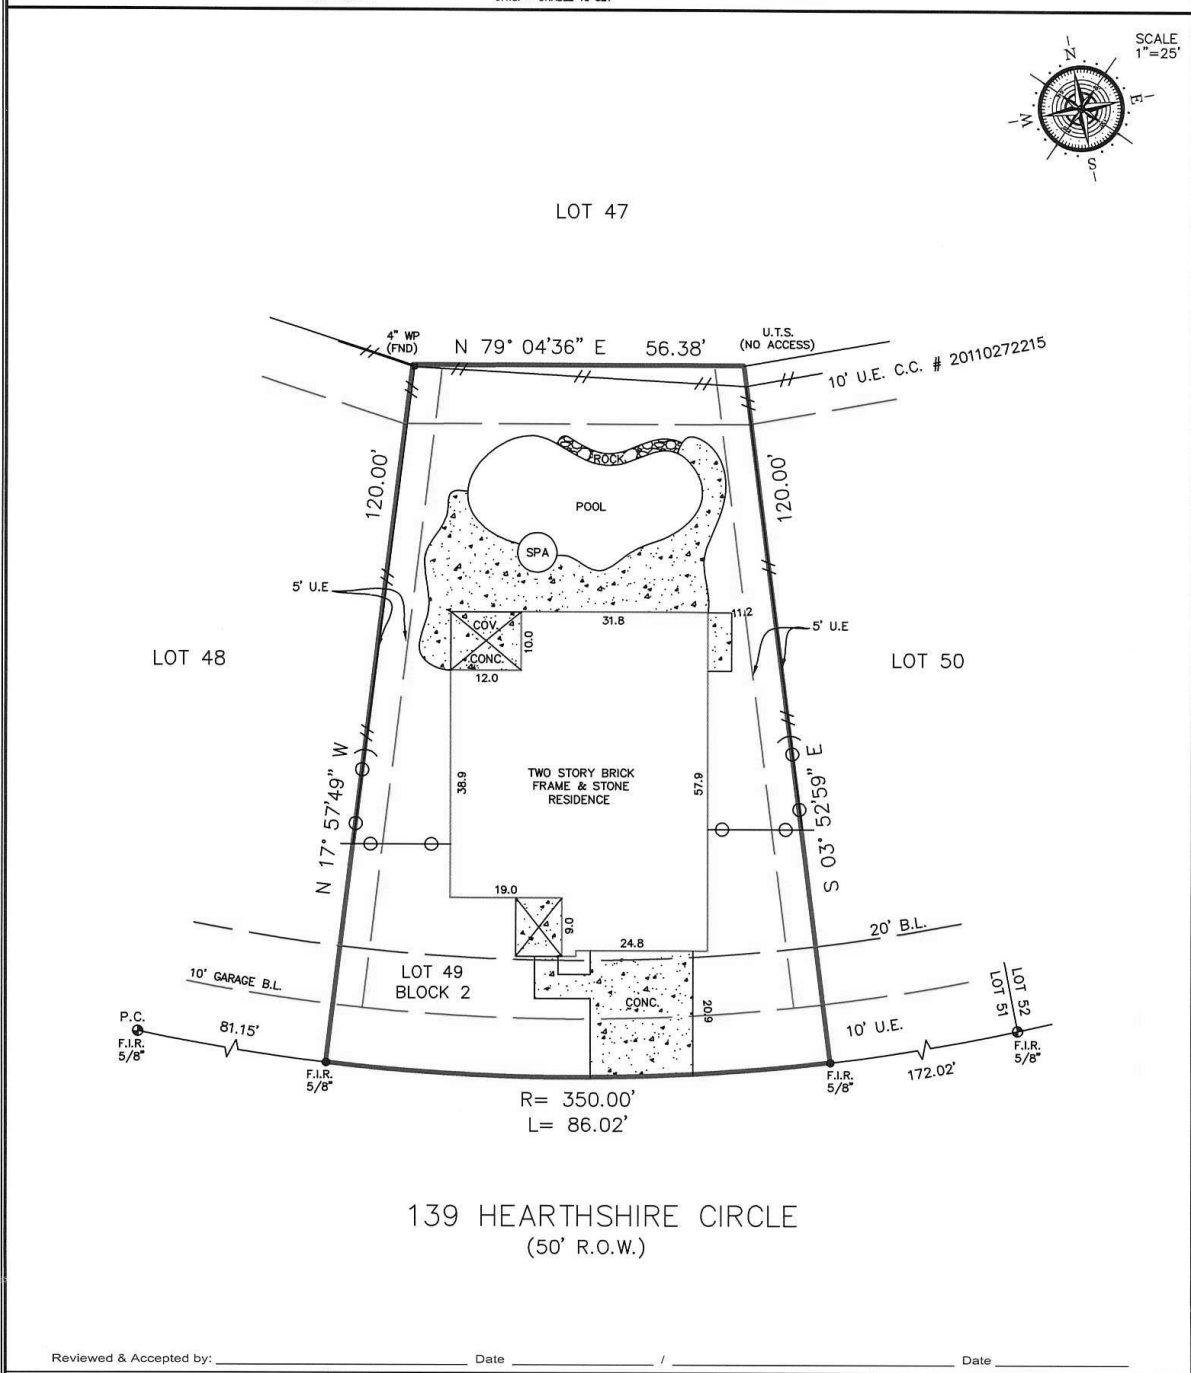 SCALE
1"=25'
N
E
W
S
LOT 47
4" WP
(FND)
N 79° 04'36" E 56.38'
U.T.S.
(NO ACCESS)
10' U.E. C.C. # 20110272215
120.00'
120.00'
ROCK
POOL
SPA
5' U.E
5' U.E
31.8
11.2
COV.
CONC.
10.0
12.0
LOT 48
LOT 50
TWO STORY BRICK
FRAME & STONE
RESIDENCE
38.9
57.9
N 17° 57'49" W
S 03° 52'59" E
19.0
9.0
24.8
20' B.L.
10' GARAGE B.L.
LOT 49
BLOCK 2
CONC.
20.9
10' U.E.
LOT 52
LOT 51
P.C.
F.I.R.
5/8"
81.15'
F.I.R.
5/8"
F.I.R.
5/8"
172.02'
F.I.R.
5/8"
R= 350.00'
L= 86.02'
139 HEARTHSHIRE CIRCLE
(50' R.O.W.)
Reviewed & Accepted by: Date / Date